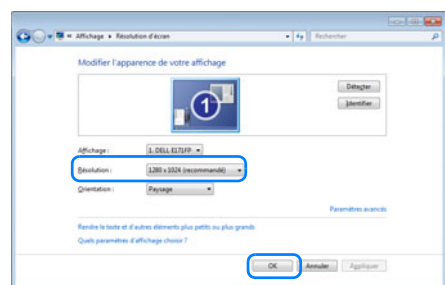 « Affichage ▸ Résolution d'écran
Rechercher
Modifier l'apparence de votre affichage
1
Détecter
Identifier
Affichage :
1. DELL E171FP
Résolution :
1280 x 1024 (recommandé)
Orientation :
Paysage
Paramètres avancés
Rendre le texte et d'autres éléments plus petits ou plus grands
Quels paramètres d'affichage choisir ?
OK Annuler Appliquer